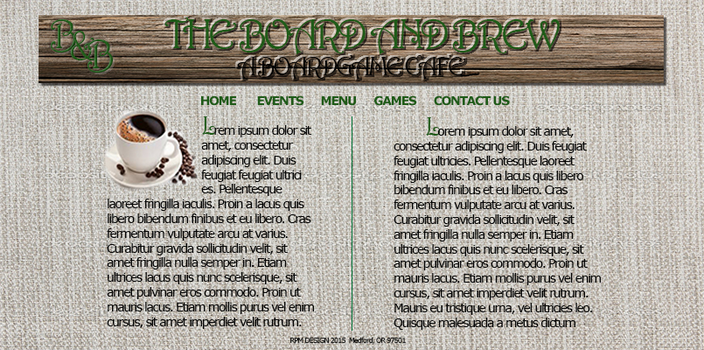 B&B
THE BOARD AND BREW
A BOARDGAME CAFE...
HOME EVENTS MENU GAMES CONTACT US
Lorem ipsum dolor sit
amet, consectetur
adipiscing elit. Duis
feugiat feugiat ultrici
es. Pellentesque
laoreet fringilla iaculis. Proin a lacus quis
libero bibendum finibus et eu libero. Cras
fermentum vulputate arcu at varius.
Curabitur gravida sollicitudin velit, sit
amet fringilla nulla semper in. Etiam
ultrices lacus quis nunc scelerisque, sit
amet pulvinar eros commodo. Proin ut
mauris lacus. Etiam mollis purus vel enim
cursus, sit amet imperdiet velit rutrum.
Lorem ipsum dolor sit amet,
consectetur adipiscing elit. Duis feugiat
feugiat ultricies. Pellentesque laoreet
fringilla iaculis. Proin a lacus quis libero
bibendum finibus et eu libero. Cras
fermentum vulputate arcu at varius.
Curabitur gravida sollicitudin velit, sit
amet fringilla nulla semper in. Etiam
ultrices lacus quis nunc scelerisque, sit
amet pulvinar eros commodo. Proin ut
mauris lacus. Etiam mollis purus vel enim
cursus, sit amet imperdiet velit rutrum.
Mauris eu tristique urna, vel ultricies leo.
Quisque malesuada a metus dictum
RPM DESIGN 2015 Medford, OR 97501